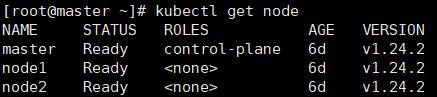 [root@master ~]# kubectl get node
NAME     STATUS   ROLES           AGE   VERSION
master   Ready    control-plane   6d    v1.24.2
node1    Ready    <none>          6d    v1.24.2
node2    Ready    <none>          6d    v1.24.2